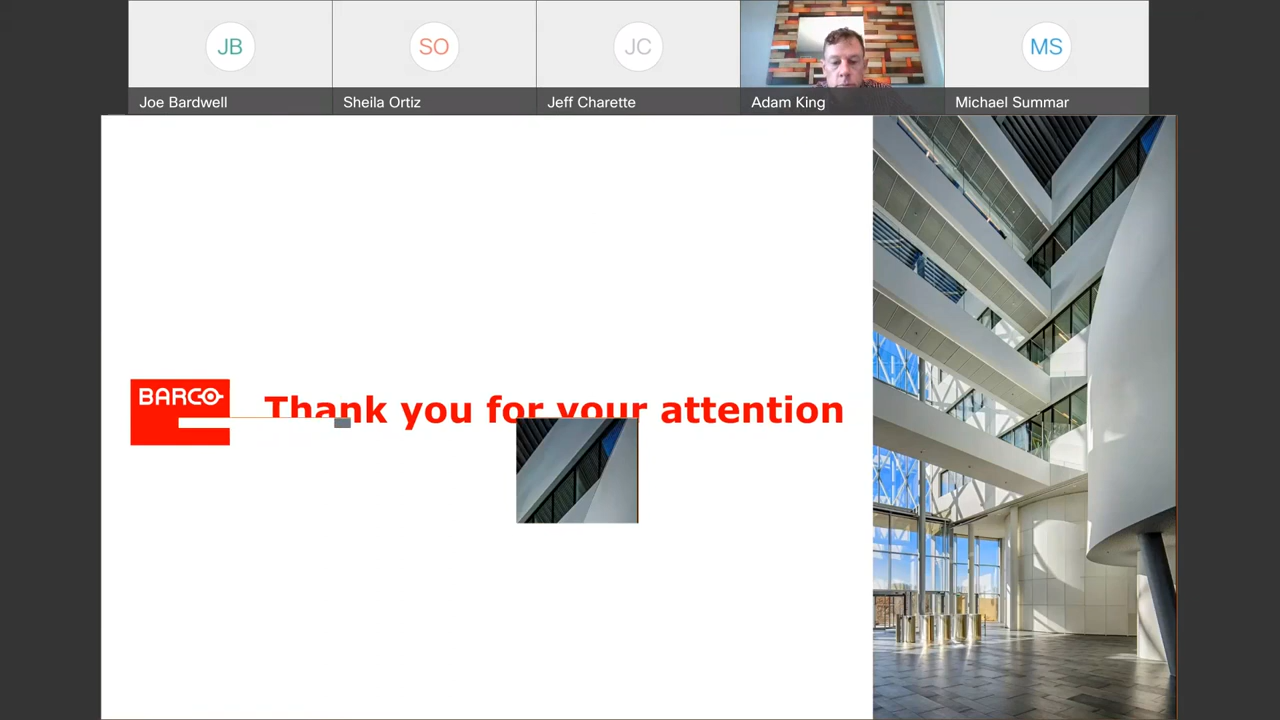 JB
SO
JC
MS
Joe Bardwell
Sheila Ortiz
Jeff Charette
Adam King
Michael Summar
BARCO
Thank you for your attention